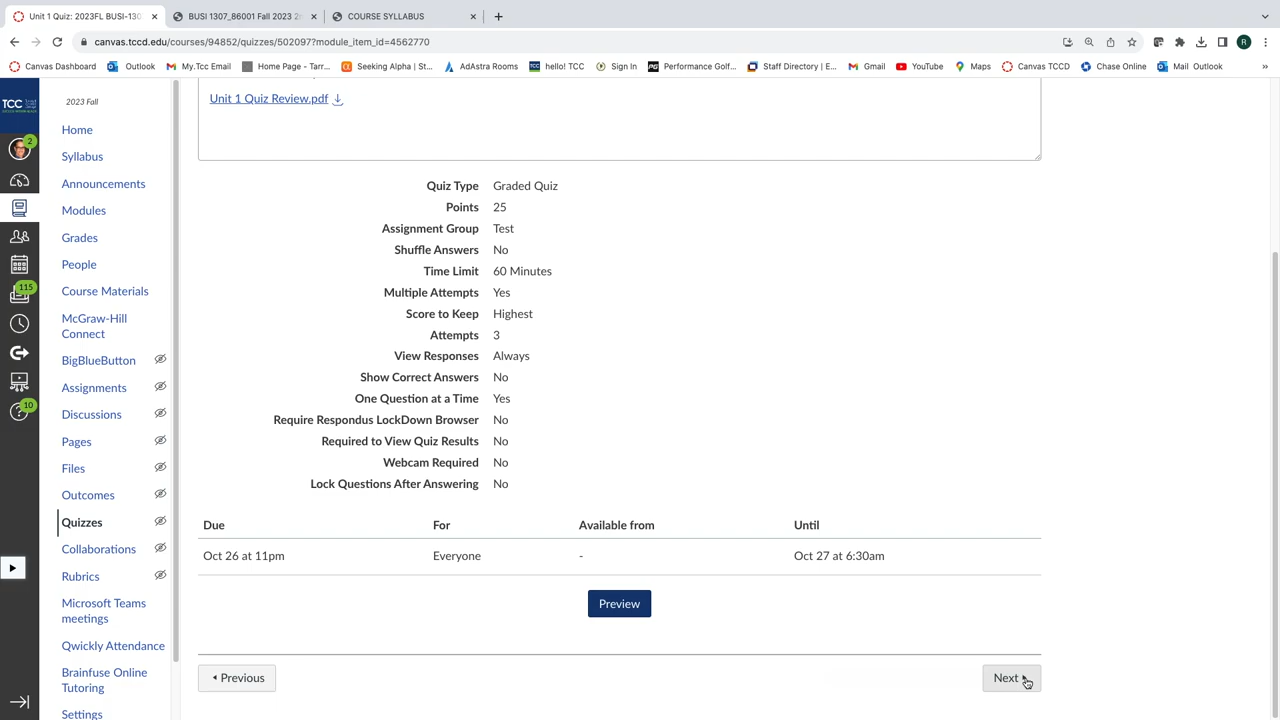 Unit 1 Quiz: 2023FL BUSI-130
BUSI 1307_86001 Fall 2023 2
COURSE SYLLABUS
canvas.tccd.edu/courses/94852/quizzes/502097?module_item_id=4562770
R
Canvas Dashboard
Outlook
My.Tcc Email
Home Page - Tarr...
Seeking Alpha | St...
AdAstra Rooms
hello! TCC
Sign In
Performance Golf...
Staff Directory | E...
Gmail
YouTube
Maps
Canvas TCCD
Chase Online
Mail Outlook
TCC
2
115
10
2023 Fall
Home
Syllabus
Announcements
Modules
Grades
People
Course Materials
McGraw-Hill
Connect
BigBlueButton
Assignments
Discussions
Pages
Files
Outcomes
Quizzes
Collaborations
Rubrics
Microsoft Teams
meetings
Qwickly Attendance
Brainfuse Online
Tutoring
Settings
Unit 1 Quiz Review.pdf
Quiz Type Graded Quiz
Points 25
Assignment Group Test
Shuffle Answers No
Time Limit 60 Minutes
Multiple Attempts Yes
Score to Keep Highest
Attempts 3
View Responses Always
Show Correct Answers No
One Question at a Time Yes
Require Respondus LockDown Browser No
Required to View Quiz Results No
Webcam Required No
Lock Questions After Answering No
Due For Available from Until
Oct 26 at 11pm Everyone - Oct 27 at 6:30am
Preview
Previous
Next